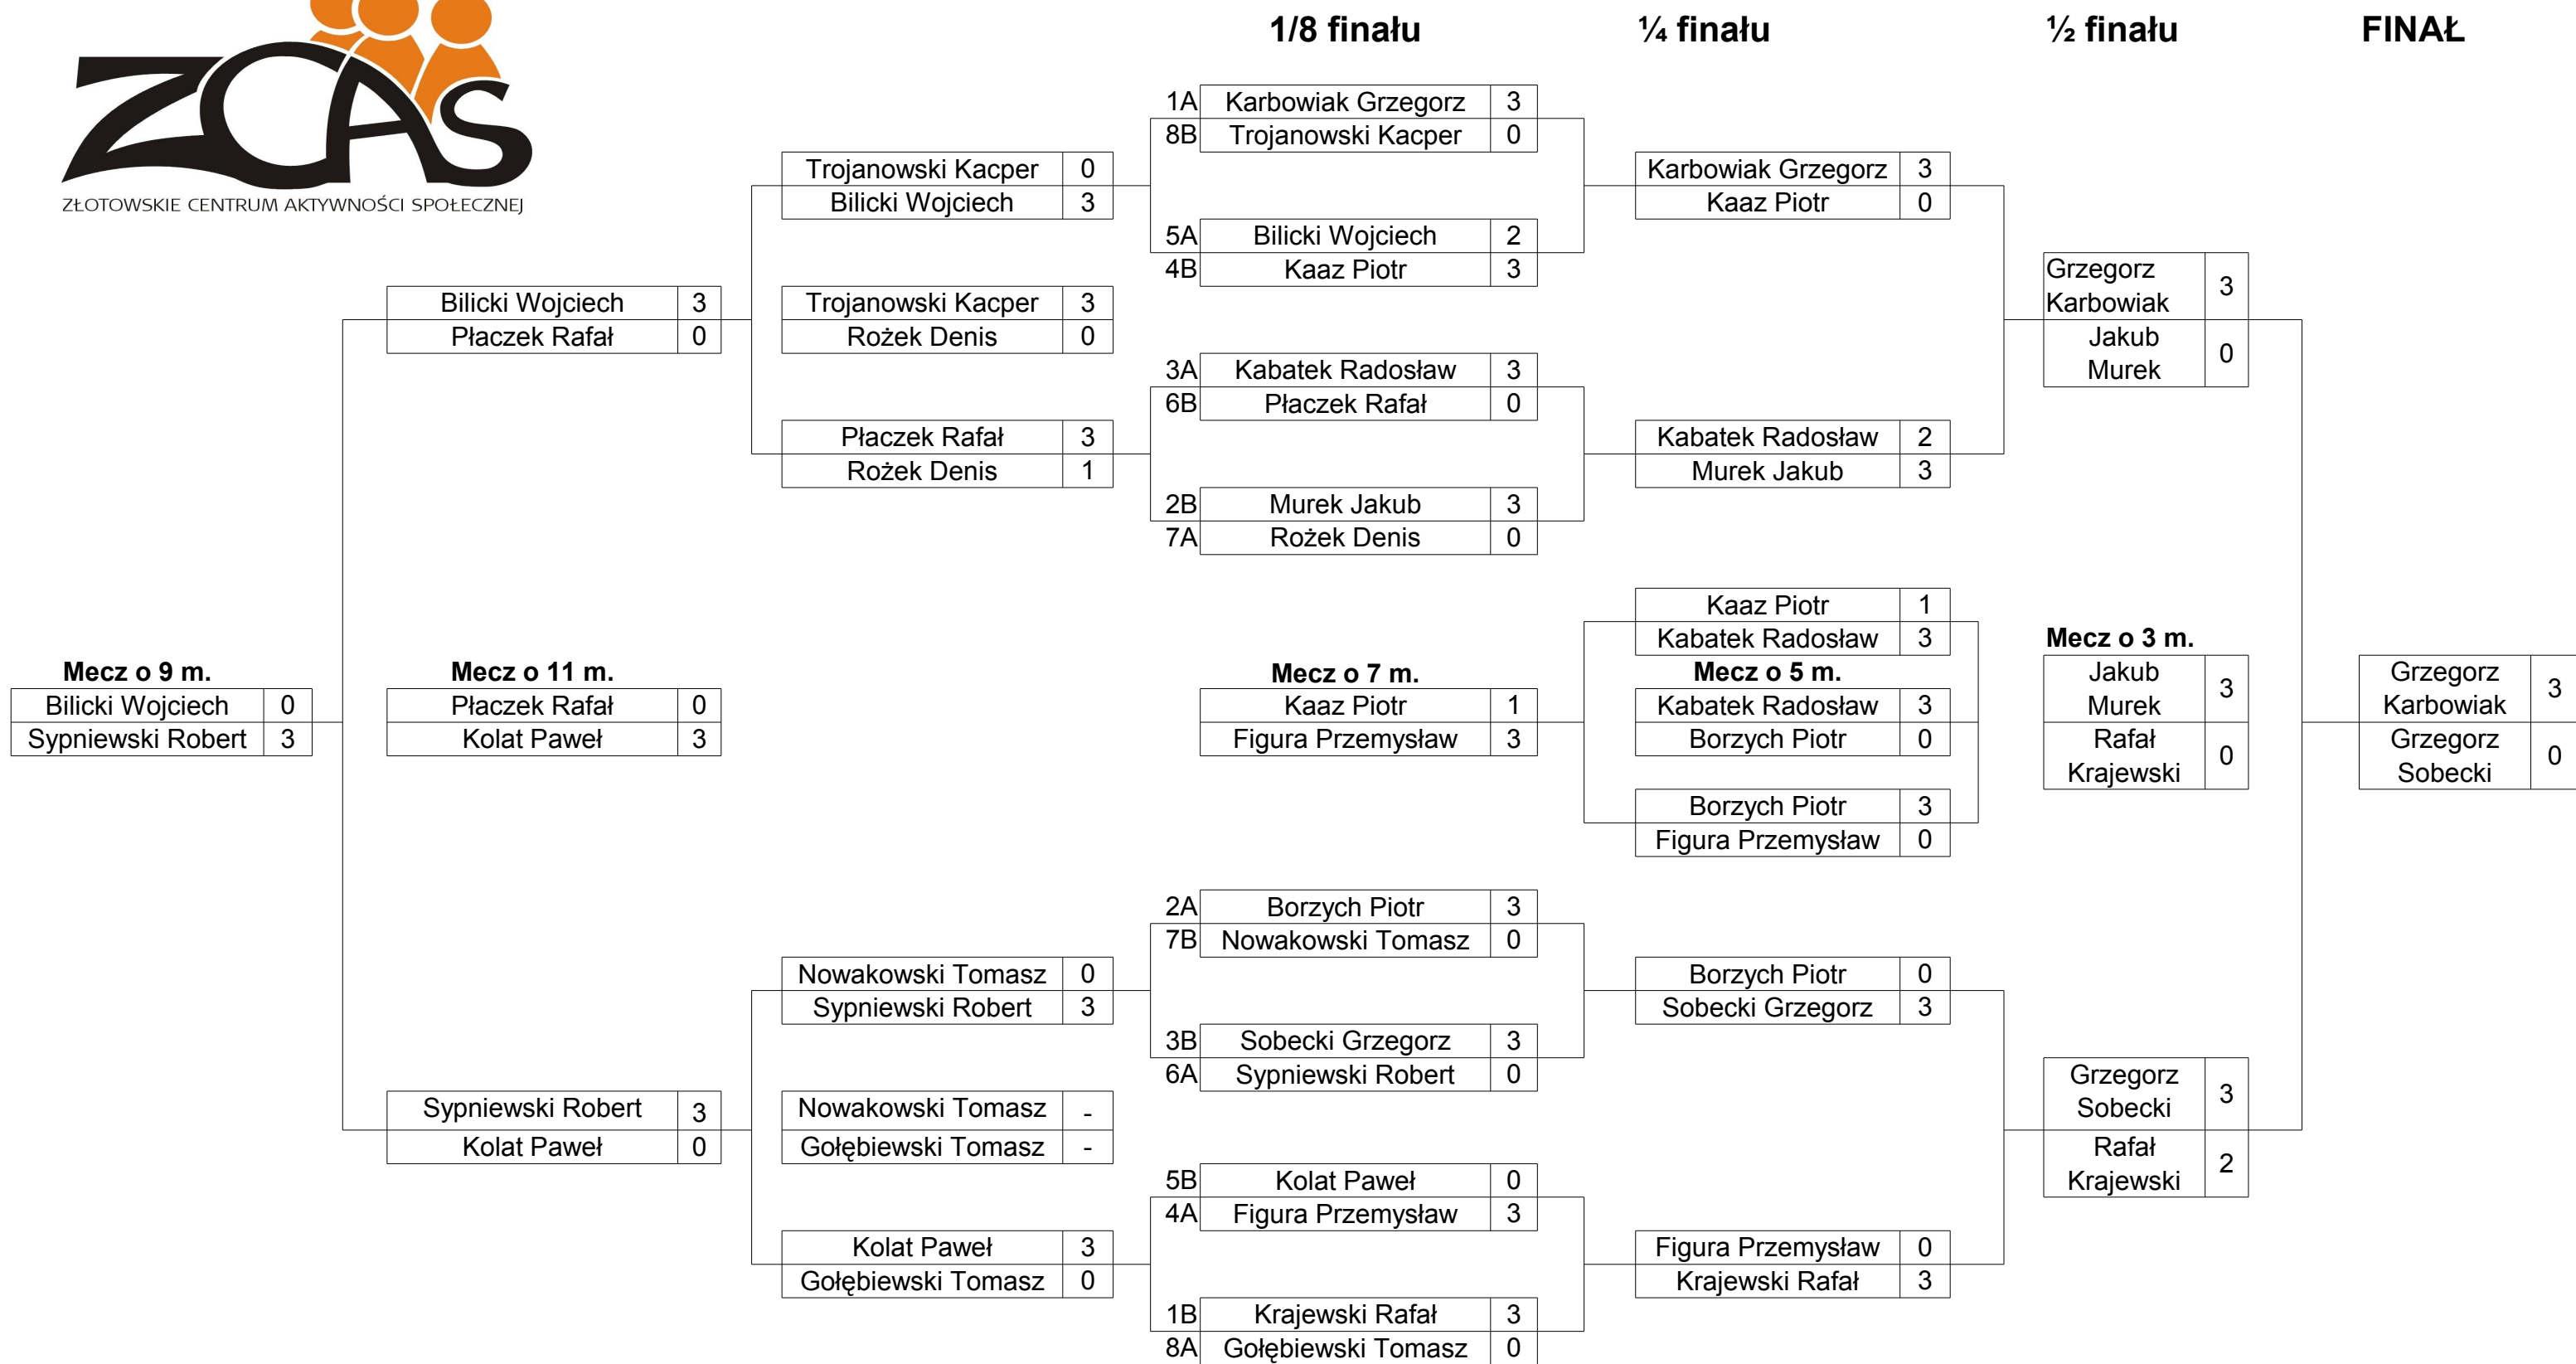 ZCAS
ZŁOTOWSKIE CENTRUM AKTYWNOŚCI SPOŁECZNEJ
1/8 finału
¼ finału
½ finału
FINAŁ
Bilicki Wojciech 3
Płaczek Rafał 0
Mecz o 9 m.
Bilicki Wojciech 0
Sypniewski Robert 3
Mecz o 11 m.
Płaczek Rafał 0
Kolat Paweł 3
Sypniewski Robert 3
Kolat Paweł 0
Trojanowski Kacper 0
Bilicki Wojciech 3
Trojanowski Kacper 3
Rożek Denis 0
Płaczek Rafał 3
Rożek Denis 1
Nowakowski Tomasz 0
Sypniewski Robert 3
Nowakowski Tomasz -
Gołębiewski Tomasz -
Kolat Paweł 3
Gołębiewski Tomasz 0
1A Karbowiak Grzegorz 3
8B Trojanowski Kacper 0
5A Bilicki Wojciech 2
4B Kaaz Piotr 3
3A Kabatek Radosław 3
6B Płaczek Rafał 0
2B Murek Jakub 3
7A Rożek Denis 0
Mecz o 7 m.
Kaaz Piotr 1
Figura Przemysław 3
2A Borzych Piotr 3
7B Nowakowski Tomasz 0
3B Sobecki Grzegorz 3
6A Sypniewski Robert 0
5B Kolat Paweł 0
4A Figura Przemysław 3
1B Krajewski Rafał 3
8A Gołębiewski Tomasz 0
Karbowiak Grzegorz 3
Kaaz Piotr 0
Kabatek Radosław 2
Murek Jakub 3
Kaaz Piotr 1
Kabatek Radosław 3
Mecz o 5 m.
Kabatek Radosław 3
Borzych Piotr 0
Borzych Piotr 3
Figura Przemysław 0
Borzych Piotr 0
Sobecki Grzegorz 3
Figura Przemysław 0
Krajewski Rafał 3
Grzegorz
Karbowiak 3
Jakub
Murek 0
Mecz o 3 m.
Jakub
Murek 3
Rafał
Krajewski 0
Grzegorz
Sobecki 3
Rafał
Krajewski 2
Grzegorz
Karbowiak 3
Grzegorz
Sobecki 0